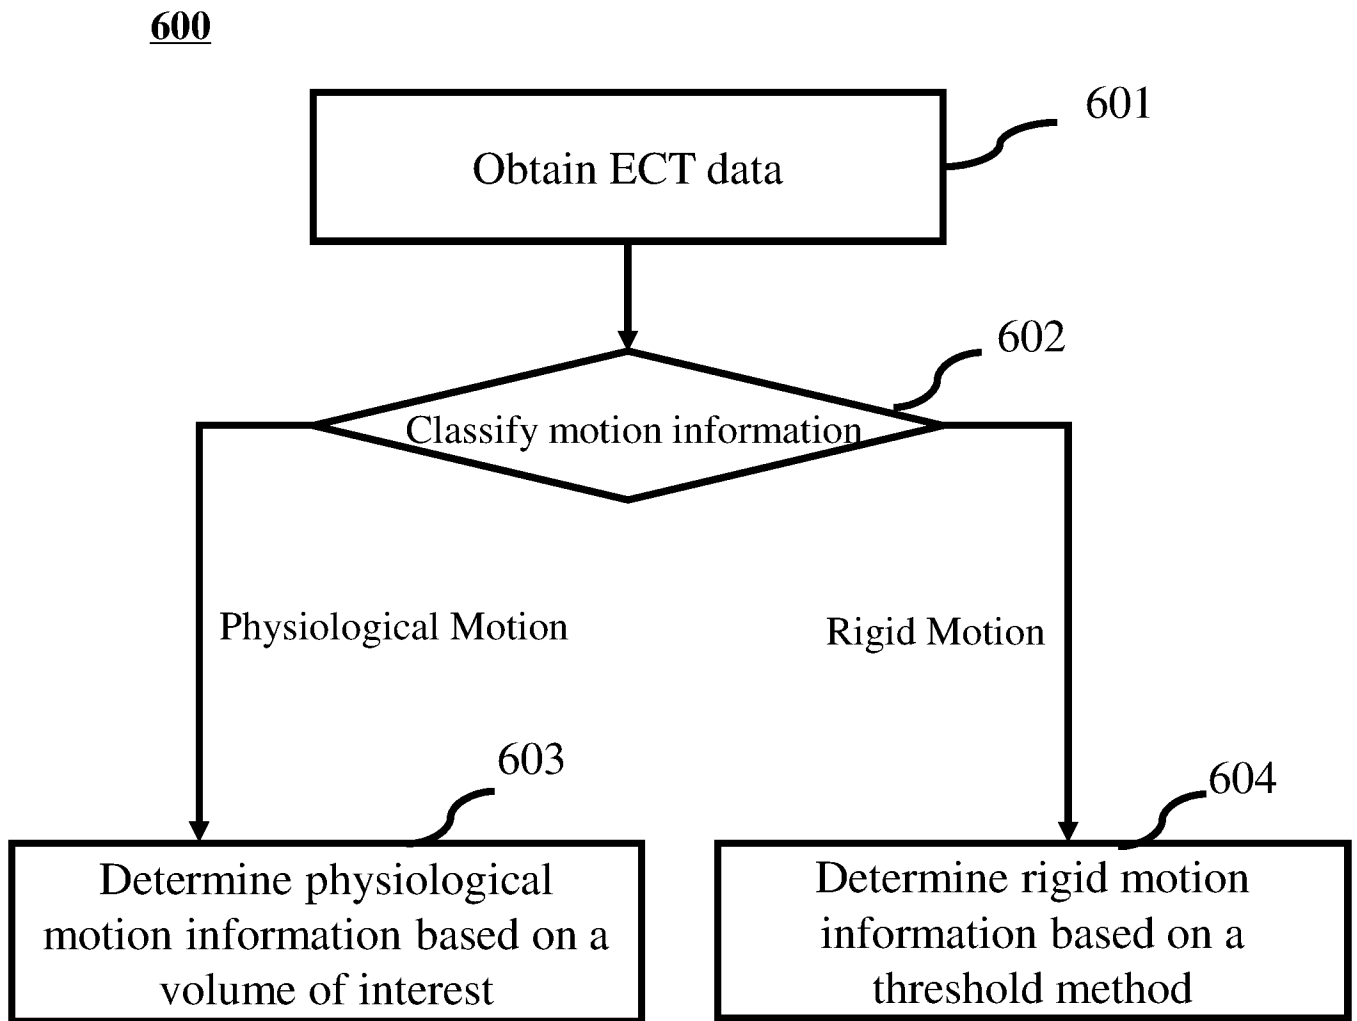 600
601
Obtain ECT data
602
Classify motion information
Physiological Motion
Rigid Motion
603
604
Determine physiological
motion information based on a
volume of interest
Determine rigid motion
information based on a
threshold method